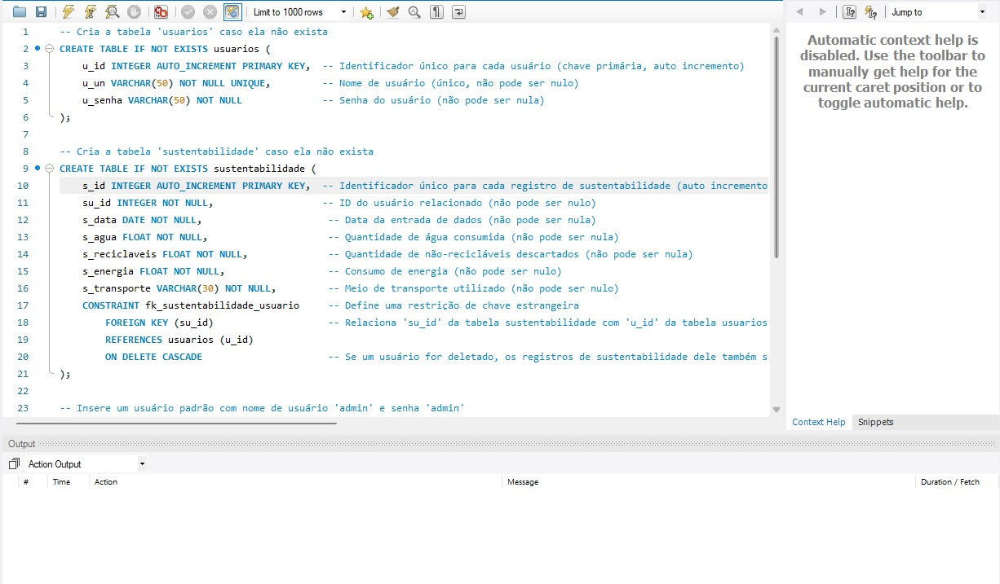 Limit to 1000 rows
Jump to
1 -- Cria a tabela 'usuarios' caso ela não exista
2 CREATE TABLE IF NOT EXISTS usuarios (
3 u_id INTEGER AUTO_INCREMENT PRIMARY KEY, -- Identificador único para cada usuário (chave primária, auto incremento)
4 u_un VARCHAR(50) NOT NULL UNIQUE, -- Nome de usuário (único, não pode ser nulo)
5 u_senha VARCHAR(50) NOT NULL -- Senha do usuário (não pode ser nula)
6 );
7
8 -- Cria a tabela 'sustentabilidade' caso ela não exista
9 CREATE TABLE IF NOT EXISTS sustentabilidade (
10 s_id INTEGER AUTO_INCREMENT PRIMARY KEY, -- Identificador único para cada registro de sustentabilidade (auto incremento
11 su_id INTEGER NOT NULL, -- ID do usuário relacionado (não pode ser nulo)
12 s_data DATE NOT NULL, -- Data da entrada de dados (não pode ser nula)
13 s_agua FLOAT NOT NULL, -- Quantidade de água consumida (não pode ser nula)
14 s_reciclaveis FLOAT NOT NULL, -- Quantidade de não-recicláveis descartados (não pode ser nula)
15 s_energia FLOAT NOT NULL, -- Consumo de energia (não pode ser nulo)
16 s_transporte VARCHAR(30) NOT NULL, -- Meio de transporte utilizado (não pode ser nulo)
17 CONSTRAINT fk_sustentabilidade_usuario -- Define uma restrição de chave estrangeira
18 FOREIGN KEY (su_id) -- Relaciona 'su_id' da tabela sustentabilidade com 'u_id' da tabela usuarios
19 REFERENCES usuarios (u_id)
20 ON DELETE CASCADE -- Se um usuário for deletado, os registros de sustentabilidade dele também s
21 );
22
23 -- Insere um usuário padrão com nome de usuário 'admin' e senha 'admin'
Automatic context help is
disabled. Use the toolbar to
manually get help for the
current caret position or to
toggle automatic help.
Context Help Snippets
Output
Action Output
# Time Action Message Duration / Fetch